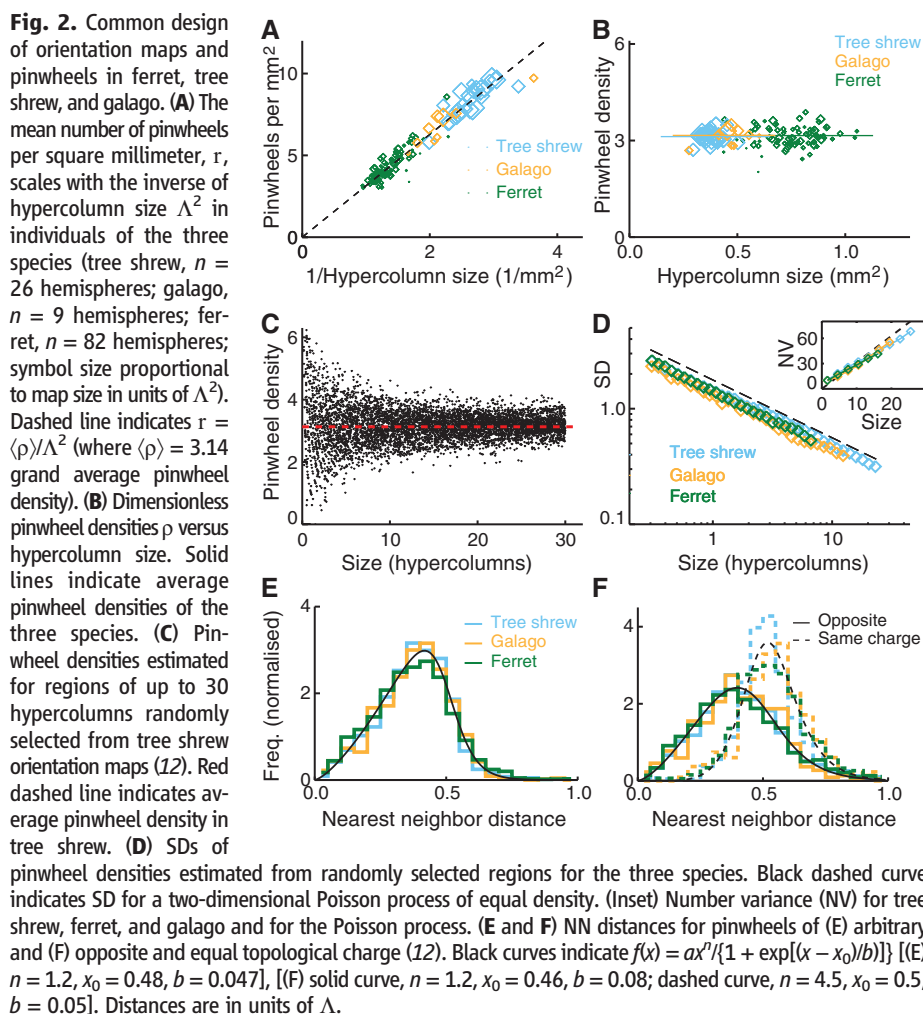 Fig. 2. Common design
of orientation maps and
pinwheels in ferret, tree
shrew, and galago. (A) The
mean number of pinwheels
per square millimeter, r,
scales with the inverse of
hypercolumn size Λ² in
individuals of the three
species (tree shrew, n =
26 hemispheres; galago,
n = 9 hemispheres; fer-
ret, n = 82 hemispheres;
symbol size proportional
to map size in units of Λ²).
Dashed line indicates r =
⟨ρ⟩/Λ² (where ⟨ρ⟩ = 3.14
grand average pinwheel
density). (B) Dimensionless
pinwheel densities ρ versus
hypercolumn size. Solid
lines indicate average
pinwheel densities of the
three species. (C) Pin-
wheel densities estimated
for regions of up to 30
hypercolumns randomly
selected from tree shrew
orientation maps (12). Red
dashed line indicates av-
erage pinwheel density in
tree shrew. (D) SDs of
pinwheel densities estimated from randomly selected regions for the three species. Black dashed curve
indicates SD for a two-dimensional Poisson process of equal density. (Inset) Number variance (NV) for tree
shrew, ferret, and galago and for the Poisson process. (E and F) NN distances for pinwheels of (E) arbitrary
and (F) opposite and equal topological charge (12). Black curves indicate f(x) = axⁿ/{1 + exp[(x − x₀)/b)]} [(E)
n = 1.2, x₀ = 0.48, b = 0.047], [(F) solid curve, n = 1.2, x₀ = 0.46, b = 0.08; dashed curve, n = 4.5, x₀ = 0.5,
b = 0.05]. Distances are in units of Λ.
A
Pinwheels per mm²
10
5
0
0 2 4
1/Hypercolumn size (1/mm²)
Tree shrew
Galago
Ferret
B
Pinwheel density
6
3
0
0 0.5 1.0
Hypercolumn size (mm²)
Tree shrew
Galago
Ferret
C
Pinwheel density
6
4
2
0
0 10 20 30
Size (hypercolumns)
D
SD
1.0
0.1
1 10
Size (hypercolumns)
Tree shrew
Galago
Ferret
NV
60
30
0
0 10 20
Size
E
Freq. (normalised)
4
2
0
0.0 0.5 1.0
Nearest neighbor distance
Tree shrew
Galago
Ferret
F
4
2
0
0.0 0.5 1.0
Nearest neighbor distance
Opposite
Same charge